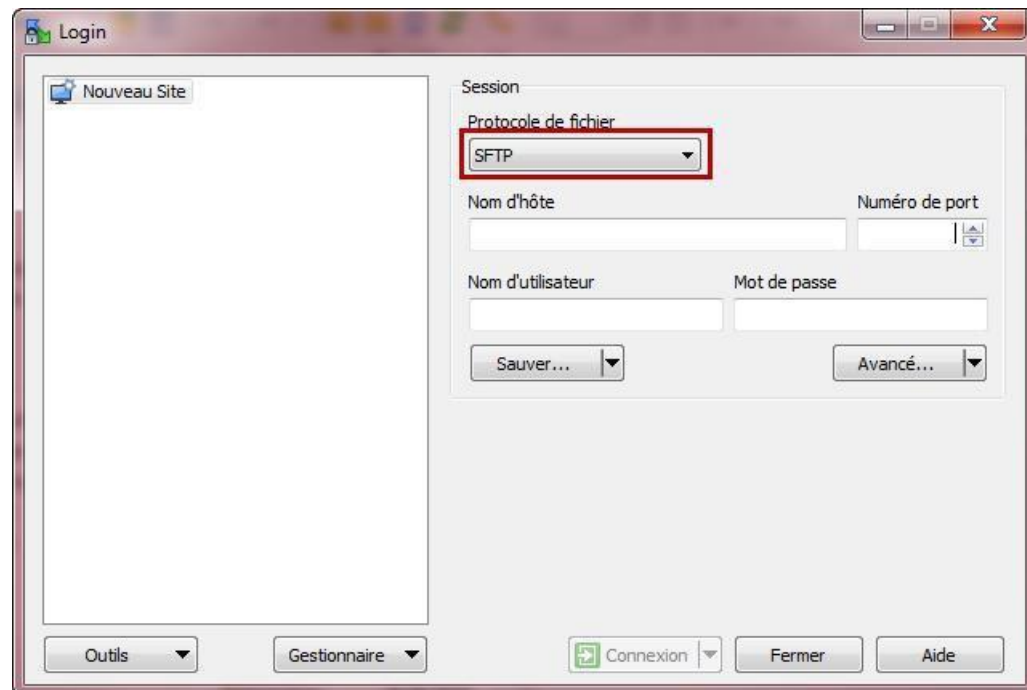 Login
Nouveau Site
Session
Protocole de fichier
SFTP
Nom d'hôte Numéro de port
Nom d'utilisateur Mot de passe
Sauver... Avancé...
Outils Gestionnaire Connexion Fermer Aide